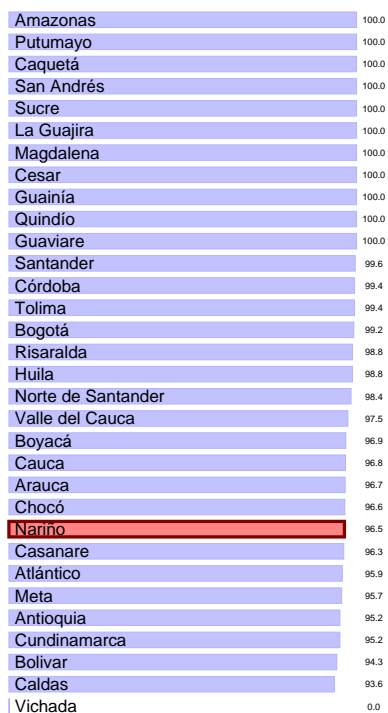 Amazonas 100.0
Putumayo 100.0
Caquetá 100.0
San Andrés 100.0
Sucre 100.0
La Guajira 100.0
Magdalena 100.0
Cesar 100.0
Guainía 100.0
Quindío 100.0
Guaviare 100.0
Santander 99.6
Córdoba 99.4
Tolima 99.4
Bogotá 99.2
Risaralda 98.8
Huila 98.8
Norte de Santander 98.4
Valle del Cauca 97.5
Boyacá 96.9
Cauca 96.8
Arauca 96.7
Chocó 96.6
Nariño 96.5
Casanare 96.3
Atlántico 95.9
Meta 95.7
Antioquia 95.2
Cundinamarca 95.2
Bolivar 94.3
Caldas 93.6
Vichada 0.0